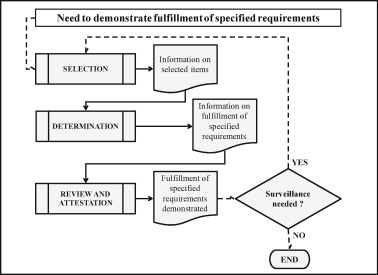 Need to demonstrate fulfillment of specified requirements
SELECTION
Information on
selected items
DETERMINATION
Information on
fulfillment of
specified
requirements
REVIEW AND
ATTESTATION
Fulfillment of
specified
requirements
demonstrated
YES
Surveillance
needed ?
NO
END